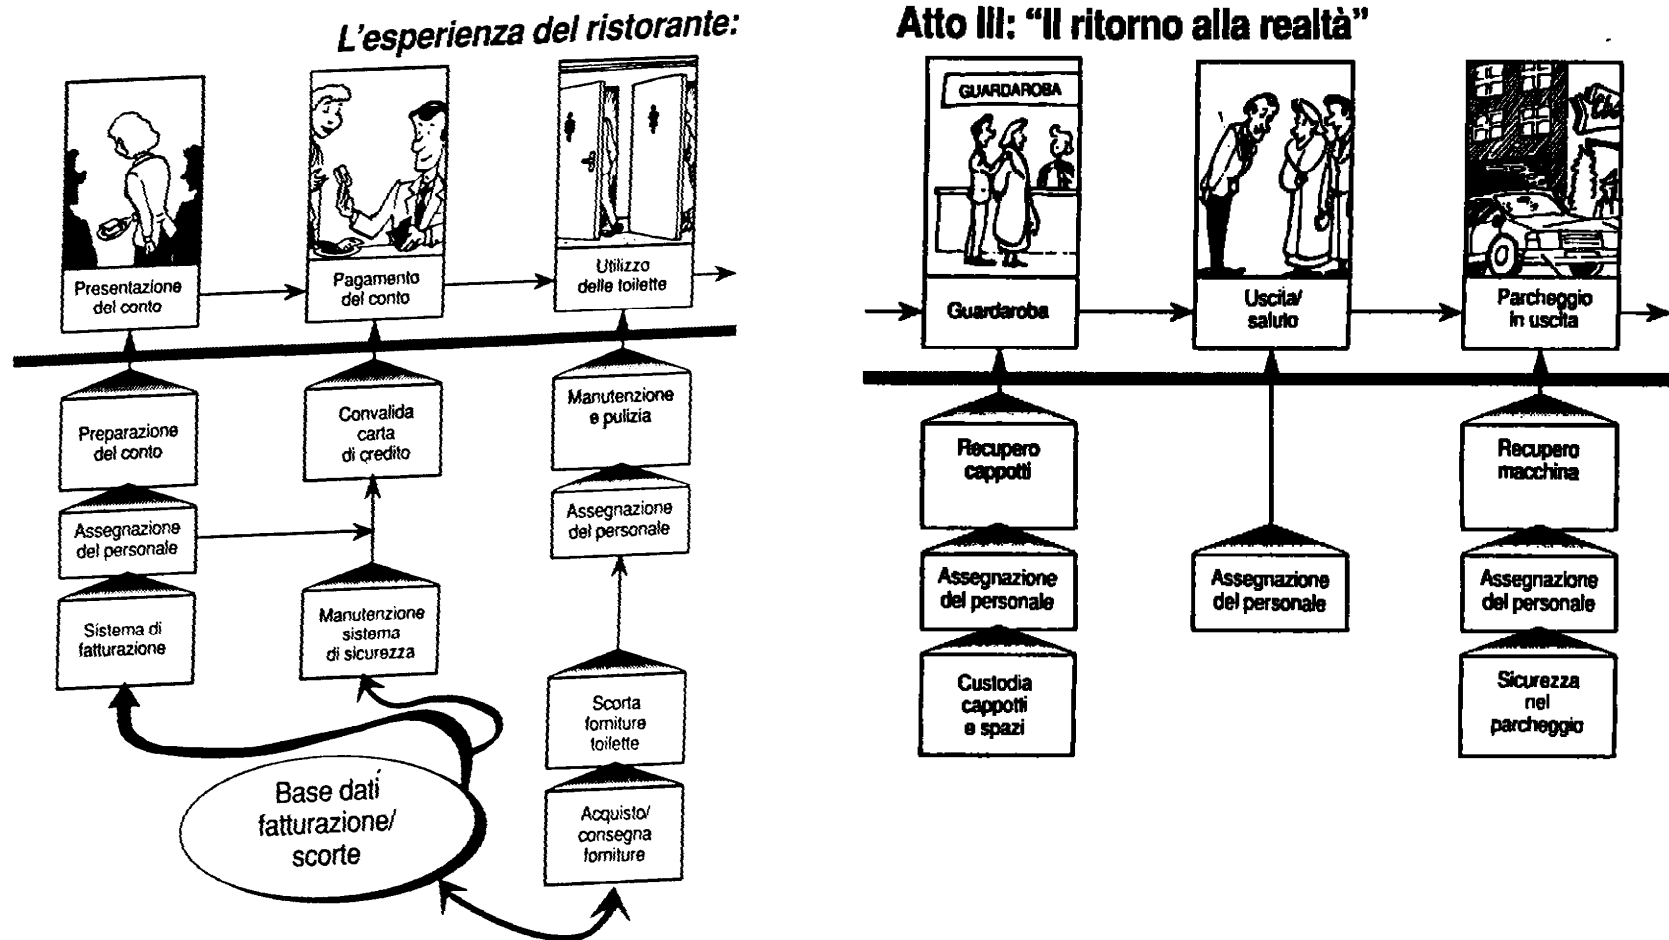 L'esperienza del ristorante:
Atto III: “Il ritorno alla realtà”
Presentazione
del conto
Pagamento
del conto
Utilizzo
delle toilette
GUARDAROBA
Guardaroba
Uscita/
saluto
Parcheggio
in uscita
Preparazione
del conto
Convalida
carta
di credito
Manutenzione
e pulizia
Recupero
cappotti
Recupero
macchina
Assegnazione
del personale
Assegnazione
del personale
Assegnazione
del personale
Assegnazione
del personale
Assegnazione
del personale
Sistema di
fatturazione
Manutenzione
sistema
di sicurezza
Scorta
forniture
toilette
Custodia
cappotti
e spazi
Sicurezza
nel
parcheggio
Base dati
fatturazione/
scorte
Acquisto/
consegna
forniture